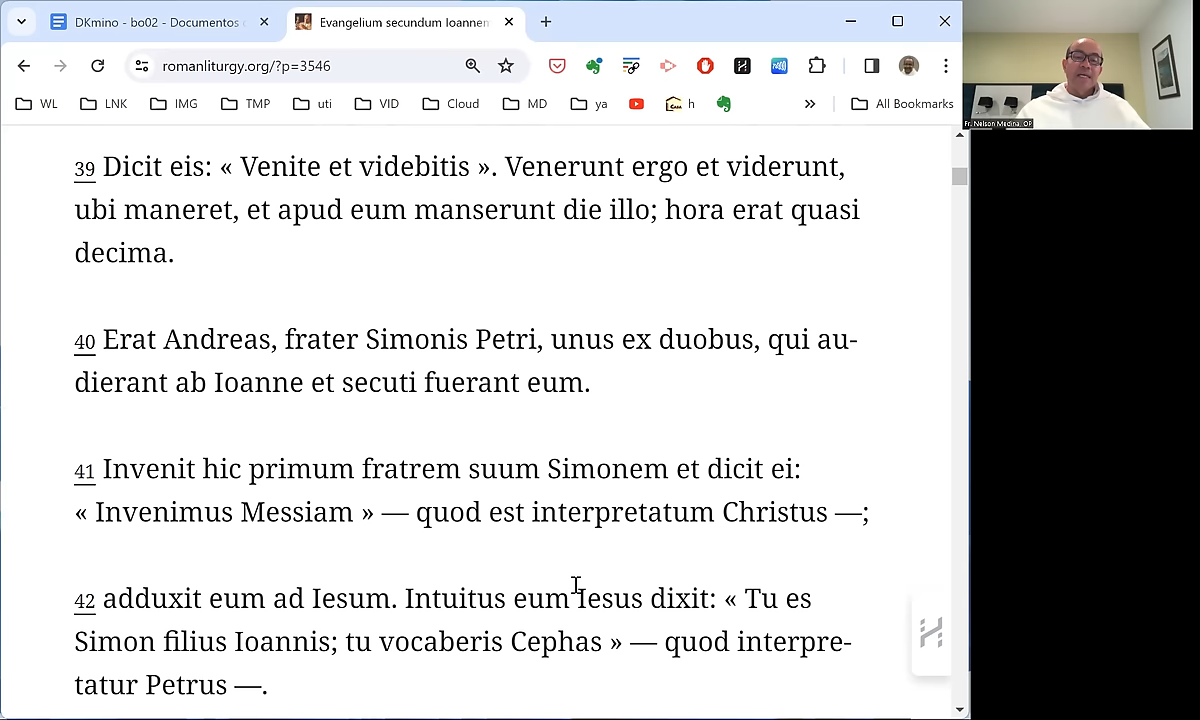 DKmino - bo02 - Documentos
Evangelium secundum Ioannem
romanliturgy.org/?p=3546
WL
LNK
IMG
TMP
uti
VID
Cloud
MD
ya
h
All Bookmarks
Fr. Nelson Medina, OP
39 Dicit eis: « Venite et videbitis ». Venerunt ergo et viderunt,
ubi maneret, et apud eum manserunt die illo; hora erat quasi
decima.
40 Erat Andreas, frater Simonis Petri, unus ex duobus, qui au-
dierant ab Ioanne et secuti fuerant eum.
41 Invenit hic primum fratrem suum Simonem et dicit ei:
« Invenimus Messiam » — quod est interpretatum Christus —;
42 adduxit eum ad Iesum. Intuitus eum Iesus dixit: « Tu es
Simon filius Ioannis; tu vocaberis Cephas » — quod interpre-
tatur Petrus —.